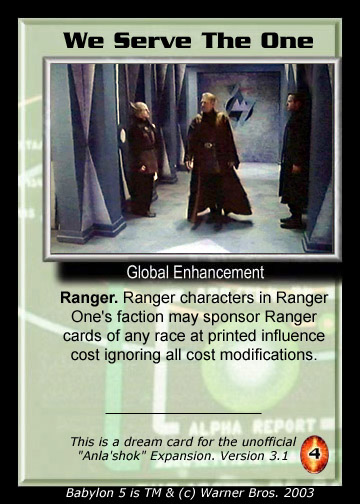 We Serve The One
Global Enhancement
Ranger. Ranger characters in Ranger
One's faction may sponsor Ranger
cards of any race at printed influence
cost ignoring all cost modifications.
This is a dream card for the unofficial
"Anla'shok" Expansion. Version 3.1
4
ALPHA REPORT
Babylon 5 is TM & (c) Warner Bros. 2003